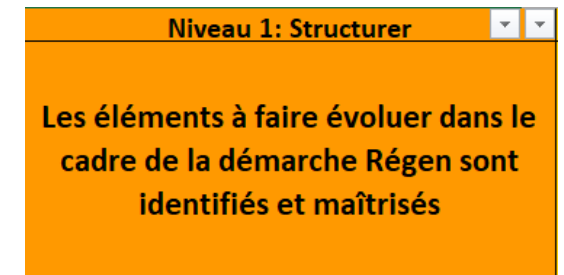 Niveau 1: Structurer
Les éléments à faire évoluer dans le
cadre de la démarche Régen sont
identifiés et maîtrisés